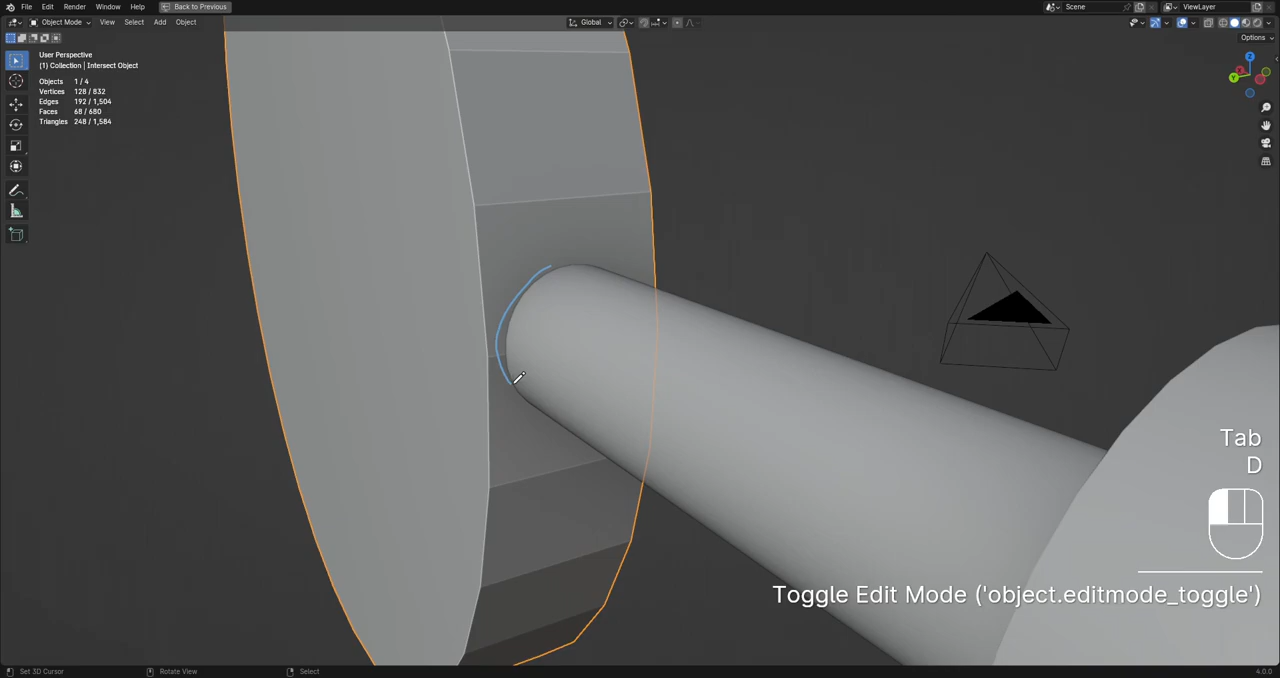 File Edit Render Window Help Back to Previous Scene ViewLayer
Object Mode View Select Add Object Global
Options
User Perspective
(1) Collection | Intersect Object
Objects 1 / 4
Vertices 128 / 832
Edges 192 / 1,504
Faces 68 / 680
Triangles 248 / 1,584
Z
Y
Tab
D
Toggle Edit Mode ('object.editmode_toggle')
Set 3D Cursor Rotate View Select 4.0.0